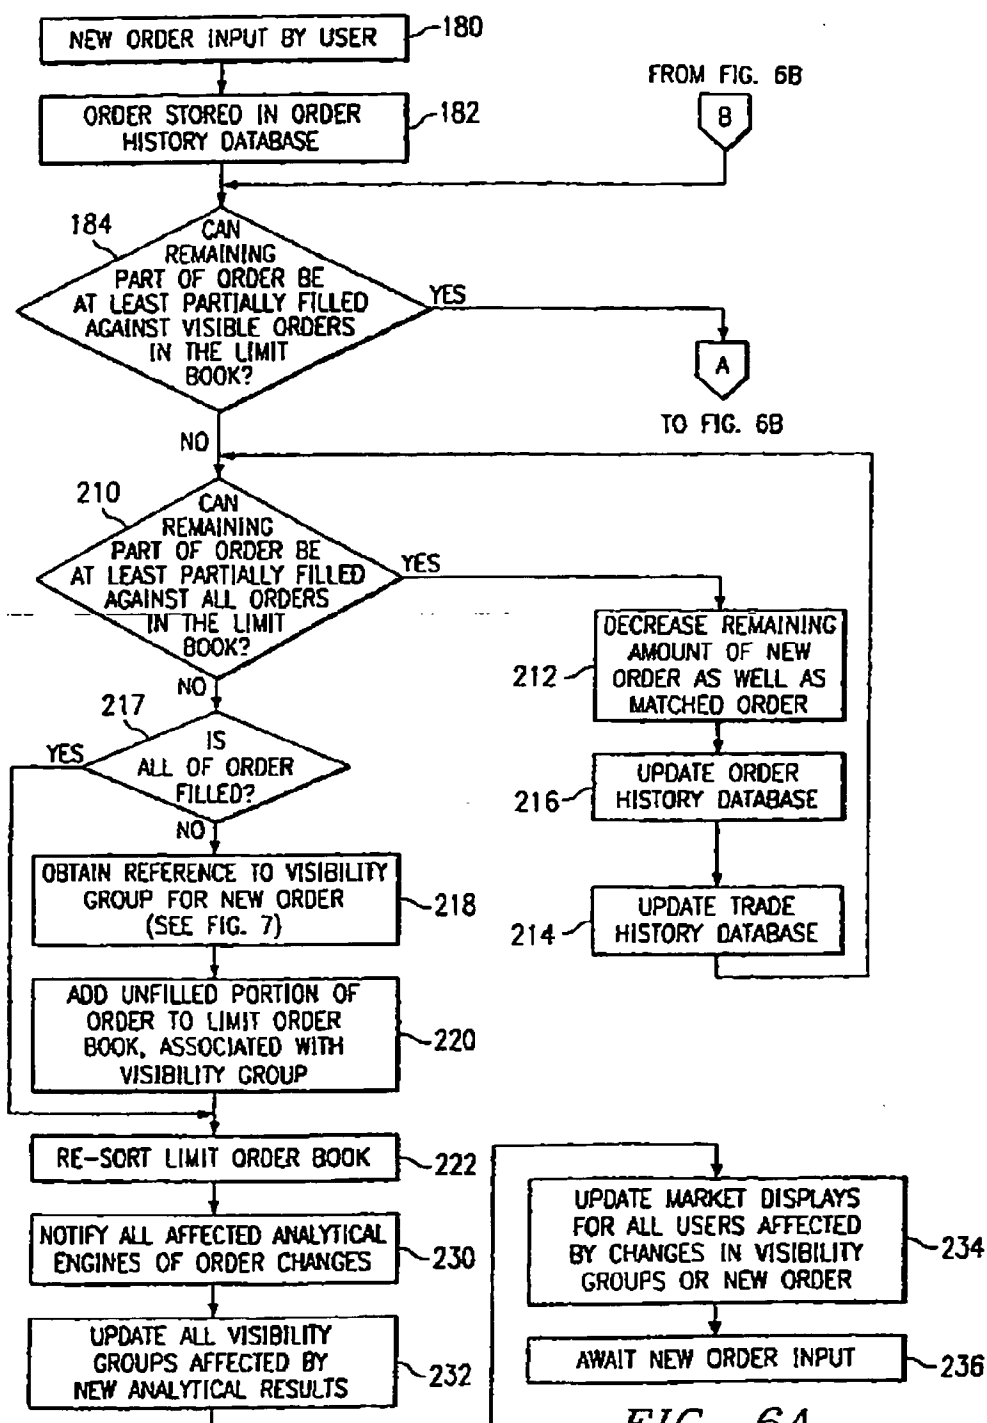 NEW ORDER INPUT BY USER
180
ORDER STORED IN ORDER
HISTORY DATABASE
182
FROM FIG. 6B
B
184
CAN
REMAINING
PART OF ORDER BE
AT LEAST PARTIALLY FILLED
AGAINST VISIBLE ORDERS
IN THE LIMIT
BOOK?
YES
A
TO FIG. 6B
NO
210
CAN
REMAINING
PART OF ORDER BE
AT LEAST PARTIALLY FILLED
AGAINST ALL ORDERS
IN THE LIMIT
BOOK?
YES
DECREASE REMAINING
AMOUNT OF NEW
ORDER AS WELL AS
MATCHED ORDER
212
UPDATE ORDER
HISTORY DATABASE
216
UPDATE TRADE
HISTORY DATABASE
214
NO
217
IS
ALL OF ORDER
FILLED?
YES
NO
OBTAIN REFERENCE TO VISIBILITY
GROUP FOR NEW ORDER
(SEE FIG. 7)
218
ADD UNFILLED PORTION OF
ORDER TO LIMIT ORDER
BOOK, ASSOCIATED WITH
VISIBILITY GROUP
220
RE-SORT LIMIT ORDER BOOK
222
NOTIFY ALL AFFECTED ANALYTICAL
ENGINES OF ORDER CHANGES
230
UPDATE ALL VISIBILITY
GROUPS AFFECTED BY
NEW ANALYTICAL RESULTS
232
UPDATE MARKET DISPLAYS
FOR ALL USERS AFFECTED
BY CHANGES IN VISIBILITY
GROUPS OR NEW ORDER
234
AWAIT NEW ORDER INPUT
236
FIG. 6A